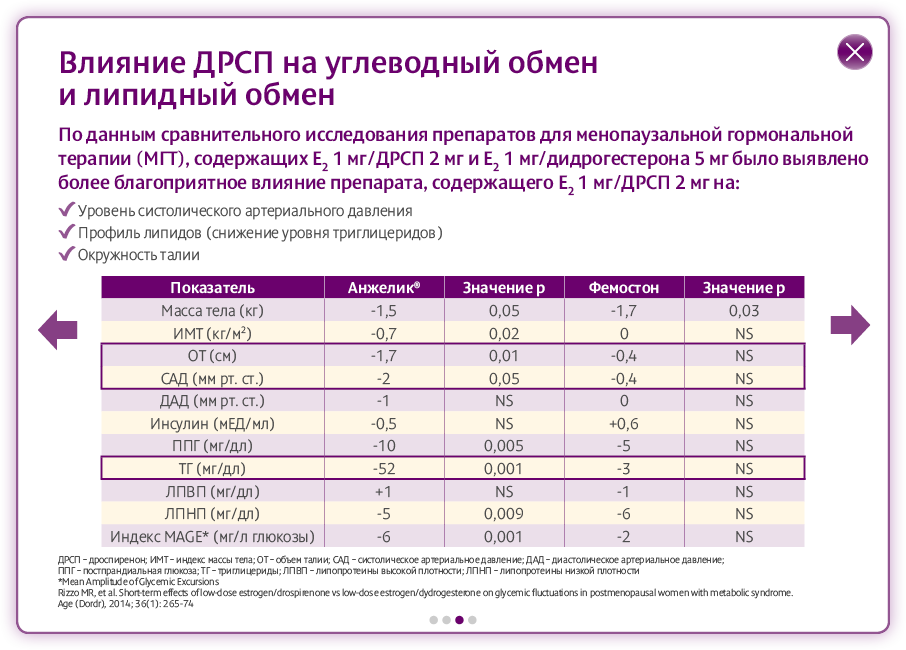 Влияние ДРСП на углеводный обмен
и липидный обмен
По данным сравнительного исследования препаратов для менопаузальной гормональной
терапии (МГТ), содержащих E₂ 1 мг/ДРСП 2 мг и E₂ 1 мг/дидрогестерона 5 мг было выявлено
более благоприятное влияние препарата, содержащего E₂ 1 мг/ДРСП 2 мг на:
Уровень систолического артериального давления
Профиль липидов (снижение уровня триглицеридов)
Окружность талии
Показатель Анжелик® Значение p Фемостон Значение p
Масса тела (кг) -1,5 0,05 -1,7 0,03
ИМТ (кг/м²) -0,7 0,02 0 NS
ОТ (см) -1,7 0,01 -0,4 NS
САД (мм рт. ст.) -2 0,05 -0,4 NS
ДАД (мм рт. ст.) -1 NS 0 NS
Инсулин (мЕД/мл) -0,5 NS +0,6 NS
ППГ (мг/дл) -10 0,005 -5 NS
ТГ (мг/дл) -52 0,001 -3 NS
ЛПВП (мг/дл) +1 NS -1 NS
ЛПНП (мг/дл) -5 0,009 -6 NS
Индекс MAGE* (мг/л глюкозы) -6 0,001 -2 NS
ДРСП – дроспиренон; ИМТ – индекс массы тела; ОТ – объем талии; САД – систолическое артериальное давление; ДАД – диастолическое артериальное давление;
ППГ – постпрандиальная глюкоза; ТГ – триглицериды; ЛПВП – липопротеины высокой плотности; ЛПНП – липопротеины низкой плотности
*Mean Amplitude of Glycemic Excursions
Rizzo MR, et al. Short-term effects of low-dose estrogen/drospirenone vs low-dose estrogen/dydrogesterone on glycemic fluctuations in postmenopausal women with metabolic syndrome.
Age (Dordr), 2014; 36(1): 265-74